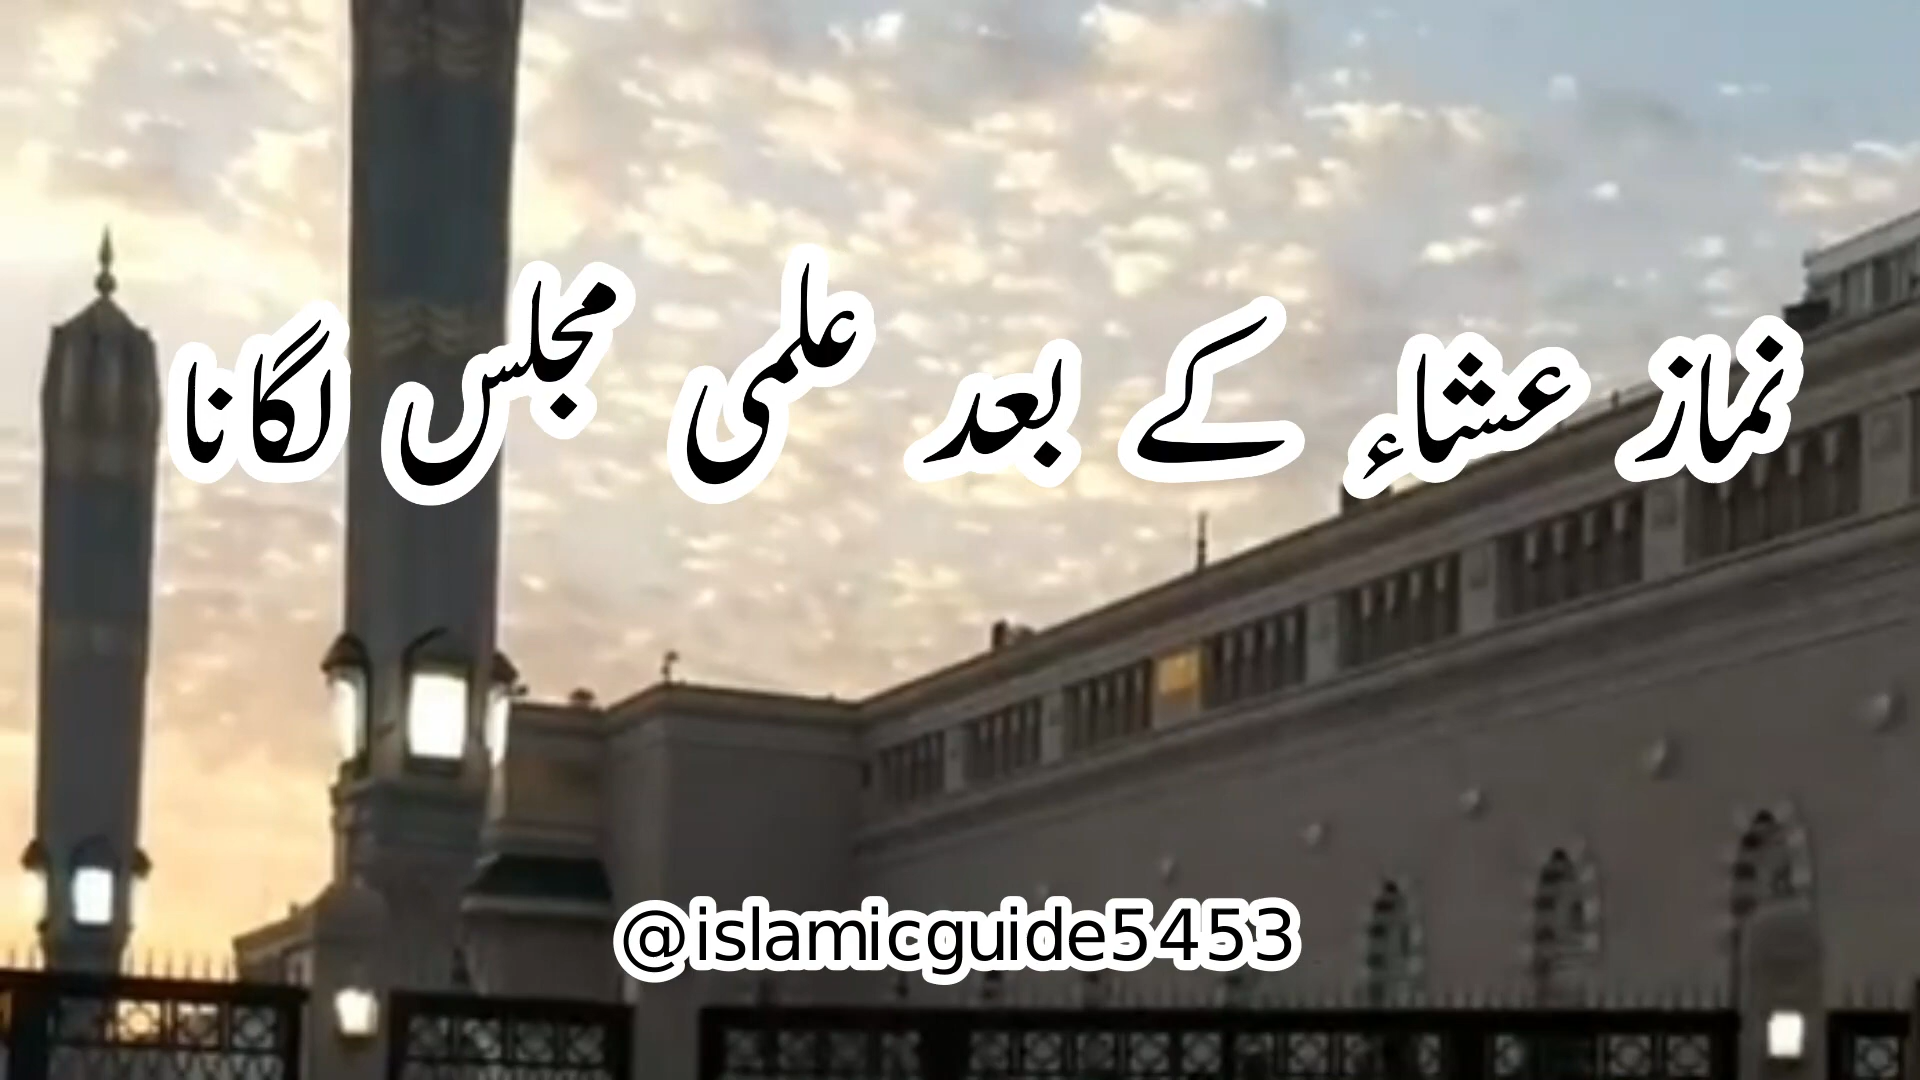 نماز عشاء کے بعد علمی مجلس لگانا
@islamicguide5453